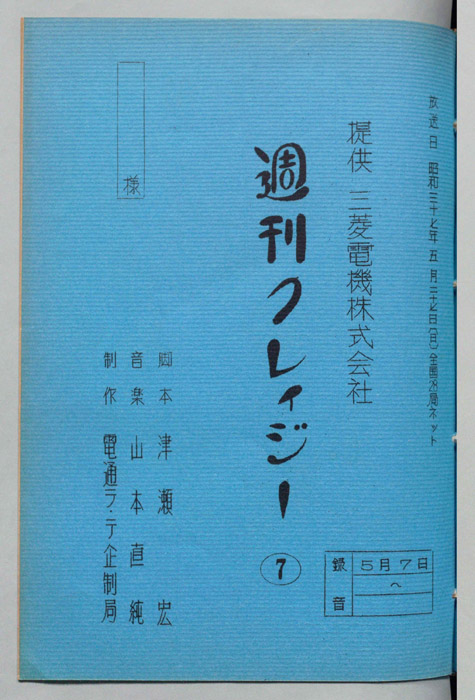 放送日 昭和三十七年五月二十七日(日)全国28局ネット
提供 三菱電機株式会社
週刊クレイジー
⑦
録音
5月7日
〜
脚本 津瀬宏
音楽 山本直純
制作 電通ラ・テ企制局
様